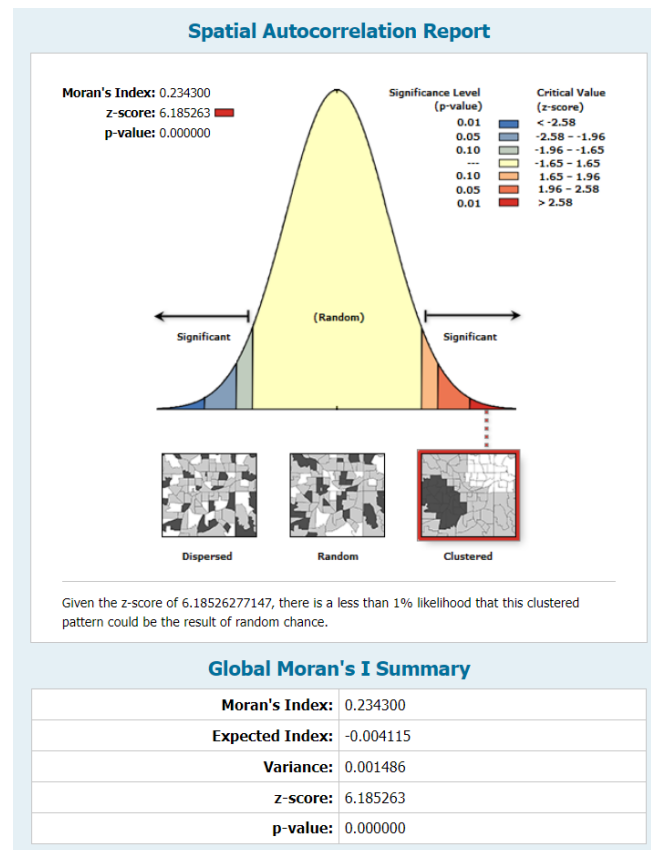 Spatial Autocorrelation Report
Moran's Index: 0.234300
z-score: 6.185263
p-value: 0.000000
Significance Level (p-value) Critical Value (z-score)
0.01 < -2.58
0.05 -2.58 - -1.96
0.10 -1.96 - -1.65
--- -1.65 - 1.65
0.10 1.65 - 1.96
0.05 1.96 - 2.58
0.01 > 2.58
(Random)
Significant Significant
Dispersed Random Clustered
Given the z-score of 6.18526277147, there is a less than 1% likelihood that this clustered
pattern could be the result of random chance.
Global Moran's I Summary
Moran's Index: 0.234300
Expected Index: -0.004115
Variance: 0.001486
z-score: 6.185263
p-value: 0.000000